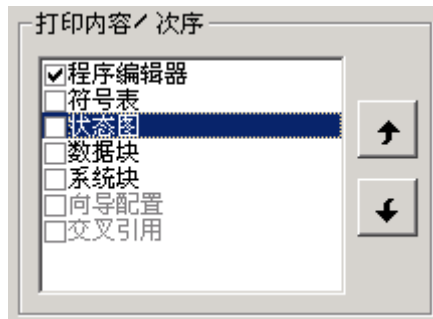 打印内容/ 次序
程序编辑器
符号表
状态图
数据块
系统块
向导配置
交叉引用